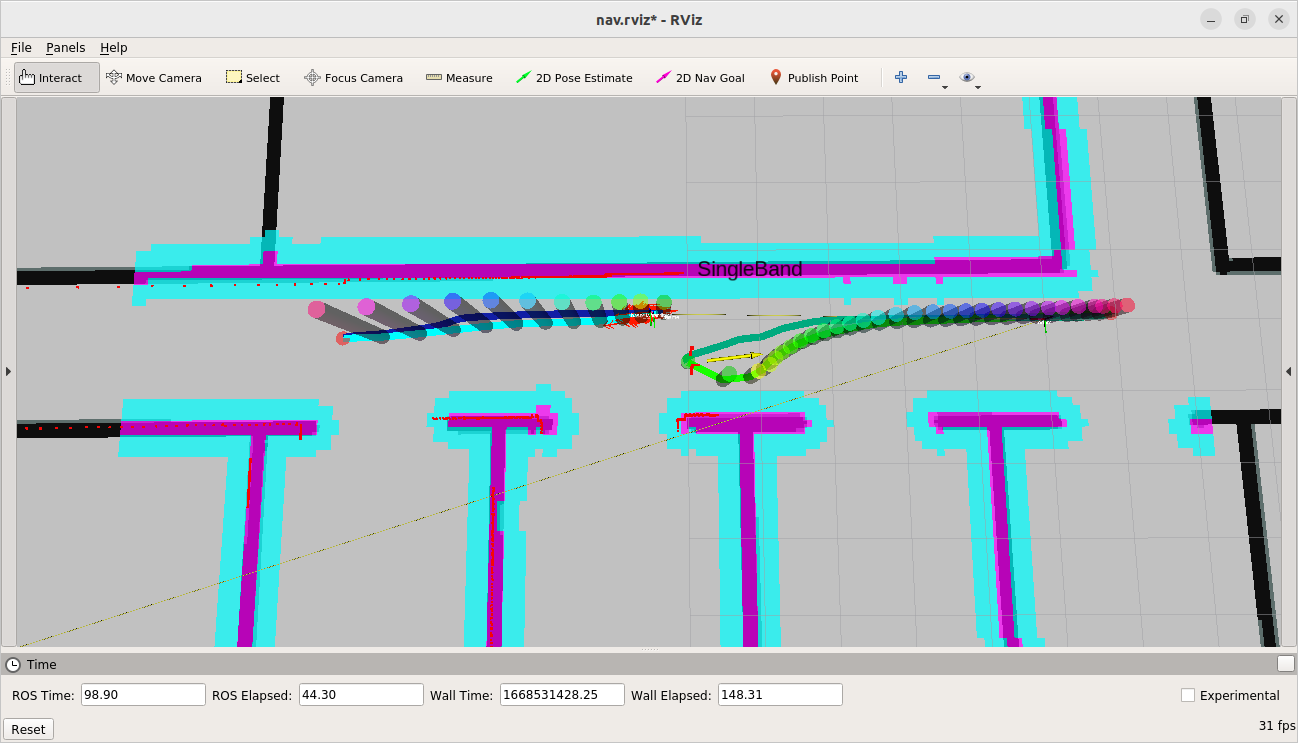 nav.rviz* - RViz
File Panels Help
Interact Move Camera Select Focus Camera Measure 2D Pose Estimate 2D Nav Goal Publish Point
SingleBand
Time
ROS Time: 98.90 ROS Elapsed: 44.30 Wall Time: 1668531428.25 Wall Elapsed: 148.31 Experimental
Reset 31 fps